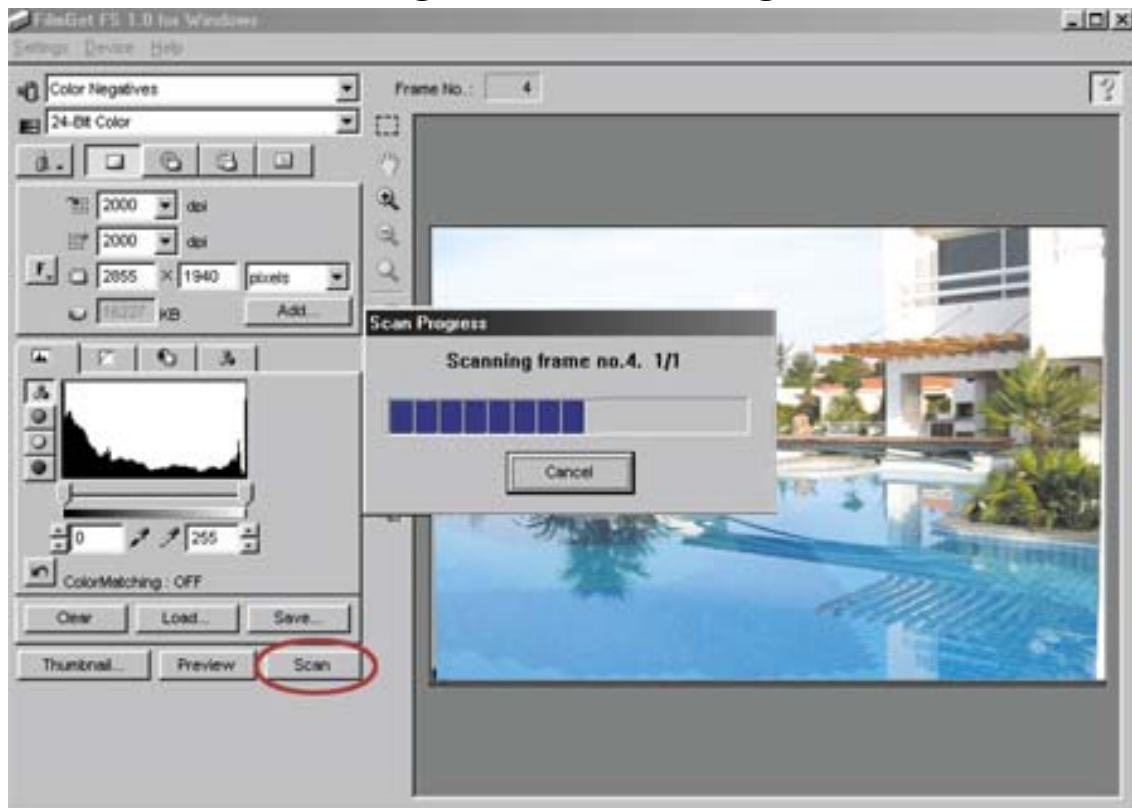 FilmGet FS 1.0 for Windows
Settings Device Help
Color Negatives
Frame No.: 4
24-Bit Color
2000 dpi
2000 dpi
F.
2855 × 1940 pixels
KB Add...
Scan Progress
Scanning frame no.4. 1/1
Cancel
0 255
ColorMatching : OFF
Clear Load... Save...
Thumbnail... Preview Scan